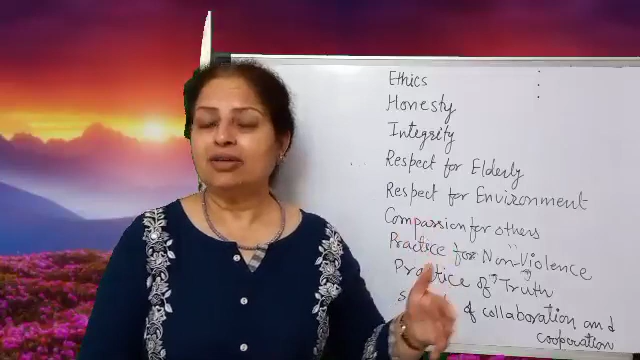 Ethics
Honesty
Integrity
Respect for Elderly
Respect for Environment
Compassion for others
Practice for Non-Violence
Practice of Truth
of collaboration and
cooperation